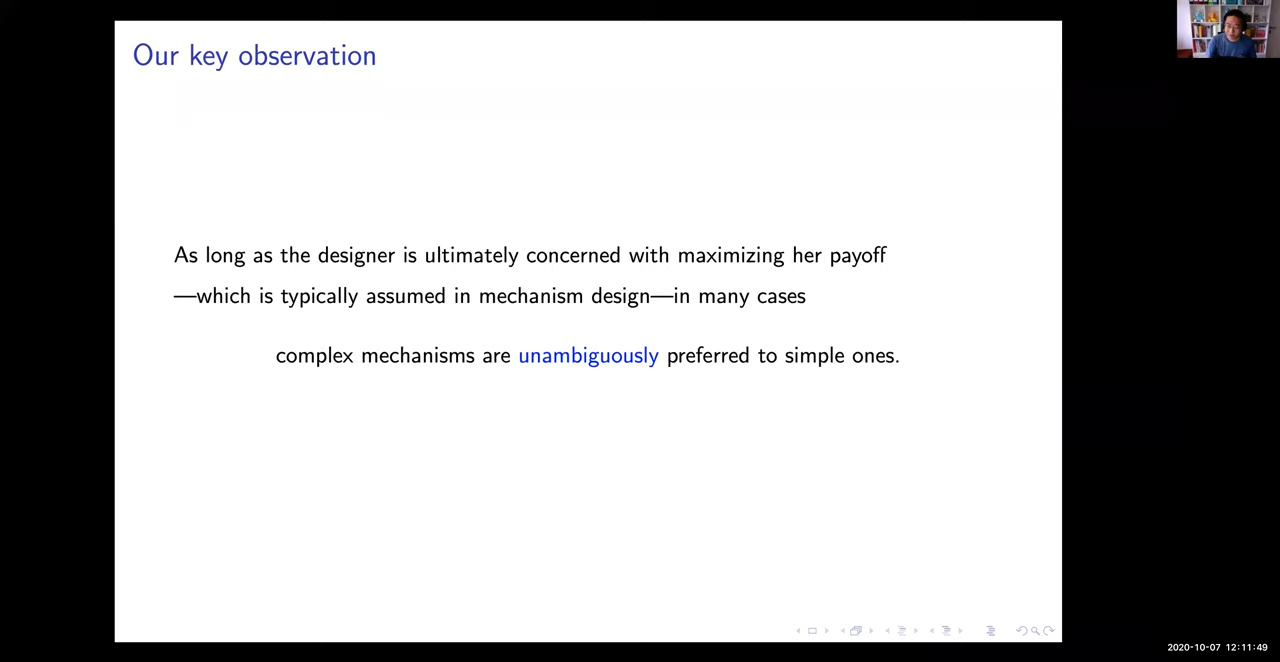 Our key observation
As long as the designer is ultimately concerned with maximizing her payoff
—which is typically assumed in mechanism design—in many cases
complex mechanisms are unambiguously preferred to simple ones.
2020-10-07 12:11:49